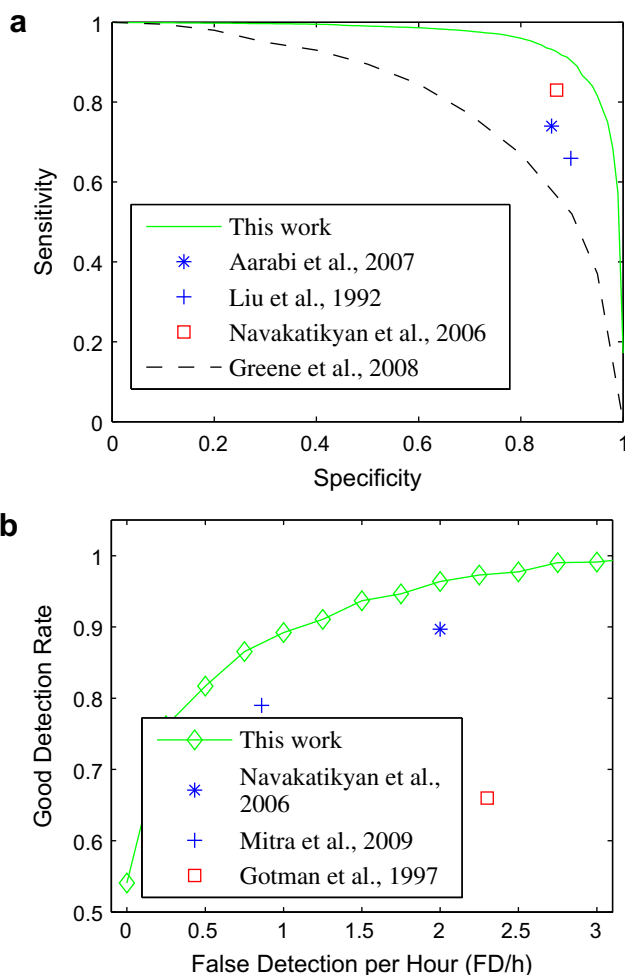 a
1
0.8
0.6
0.4
0.2
0
Sensitivity
This work
Aarabi et al., 2007
Liu et al., 1992
Navakatikyan et al., 2006
Greene et al., 2008
0 0.2 0.4 0.6 0.8 1
Specificity
b
1
0.9
0.8
0.7
0.6
0.5
Good Detection Rate
This work
Navakatikyan et al.,
2006
Mitra et al., 2009
Gotman et al., 1997
0 0.5 1 1.5 2 2.5 3
False Detection per Hour (FD/h)